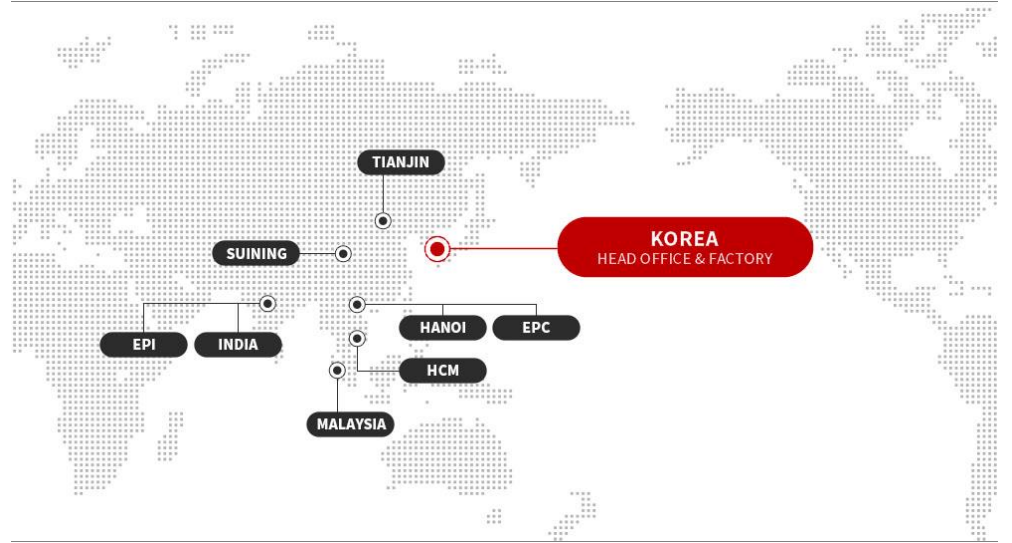 TIANJIN
KOREA
HEAD OFFICE & FACTORY
SUINING
HANOI
EPC
EPI
INDIA
HCM
MALAYSIA